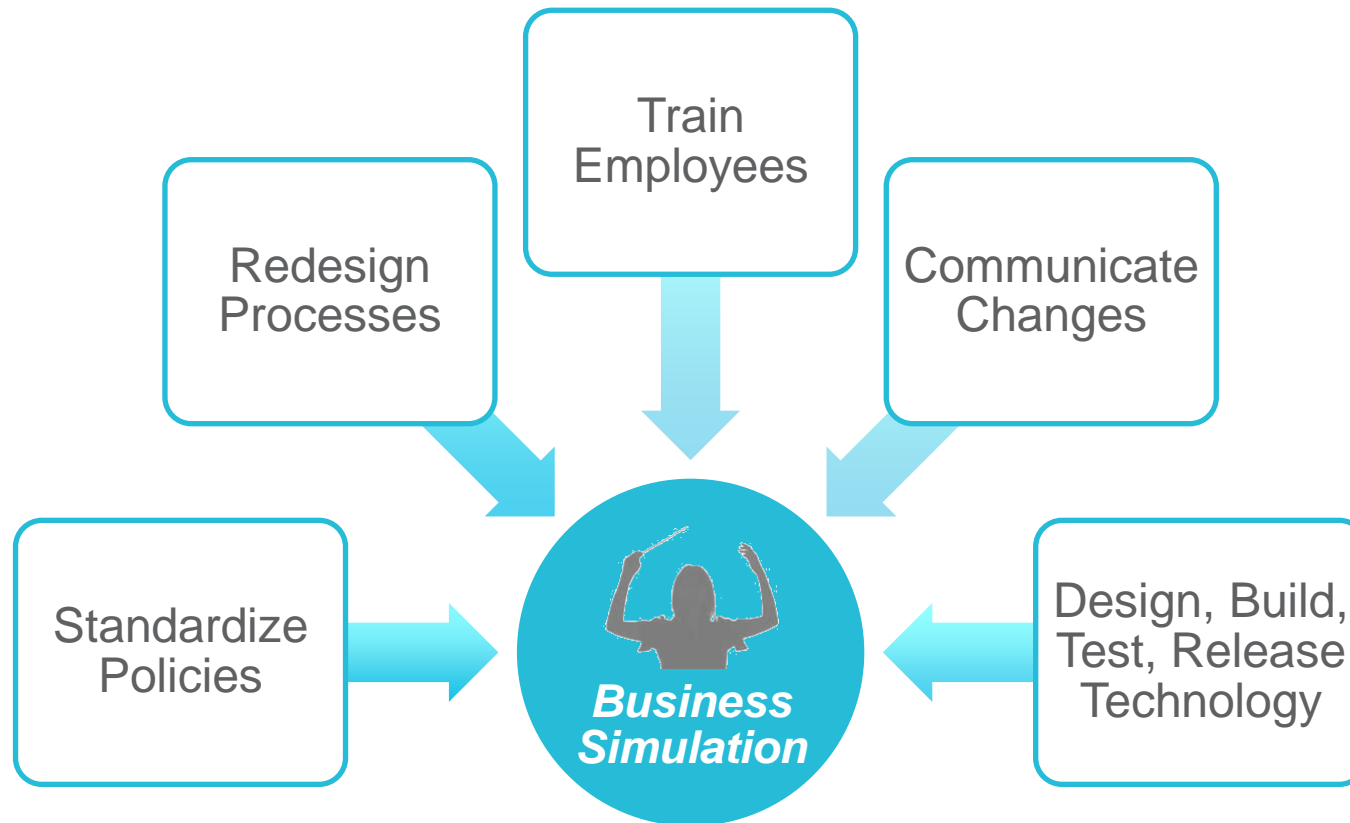 Train
Employees
Redesign
Processes
Communicate
Changes
Standardize
Policies
Design, Build,
Test, Release
Technology
Business
Simulation